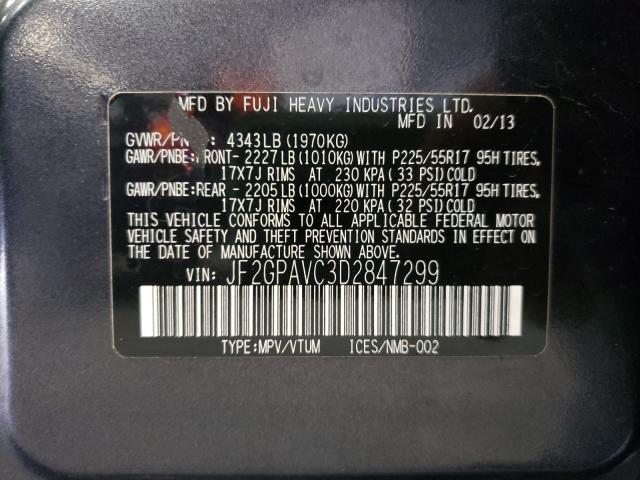 MFD BY FUJI HEAVY INDUSTRIES LTD.
MFD IN 02/13
GVWR/PNBV: 4343LB (1970KG)
GAWR/PNBE: FRONT- 2227LB (1010KG) WITH P225/55R17 95H TIRES,
17X7J RIMS AT 230 KPA (33 PSI) COLD
GAWR/PNBE: REAR - 2205LB (1000KG) WITH P225/55R17 95H TIRES,
17X7J RIMS AT 220 KPA (32 PSI) COLD
THIS VEHICLE CONFORMS TO ALL APPLICABLE FEDERAL MOTOR
VEHICLE SAFETY AND THEFT PREVENTION STANDARDS IN EFFECT ON
THE DATE OF MANUFACTURE SHOWN ABOVE.
VIN: JF2GPAVC3D2847299
TYPE:MPV/VTUM ICES/NMB-002